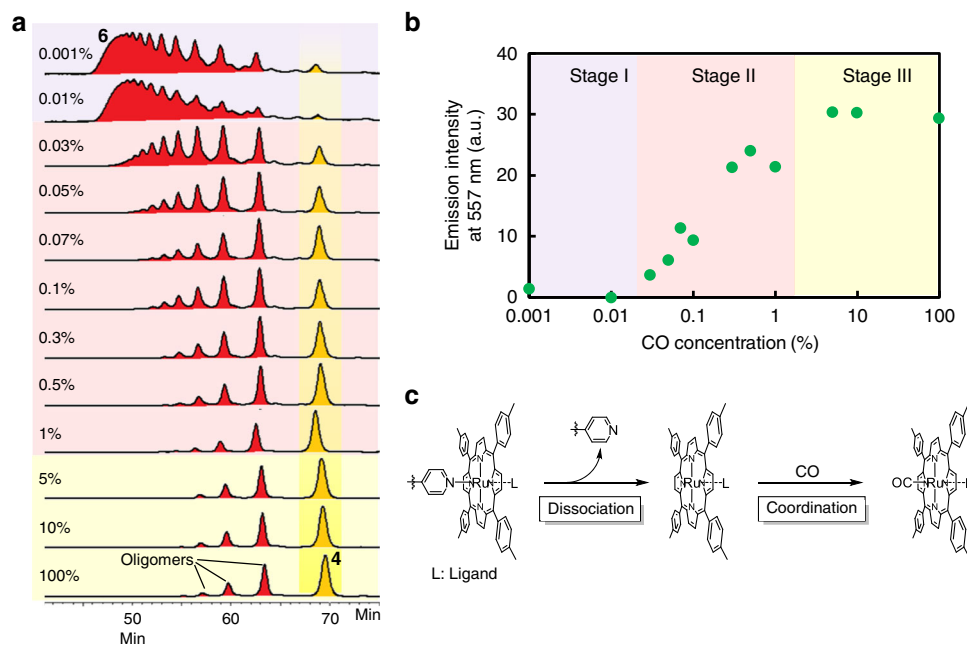 a
6
0.001%
0.01%
0.03%
0.05%
0.07%
0.1%
0.3%
0.5%
1%
5%
10%
100%
Oligomers
4
50
60
70
Min
Min
b
Emission intensity
at 557 nm (a.u.)
40
30
20
10
0
Stage I
Stage II
Stage III
0.001
0.01
0.1
1
10
100
CO concentration (%)
c
N
Ru
N
N
N
L
N
Dissociation
N
Ru
N
L
CO
Coordination
OC
N
Ru
N
L
L: Ligand